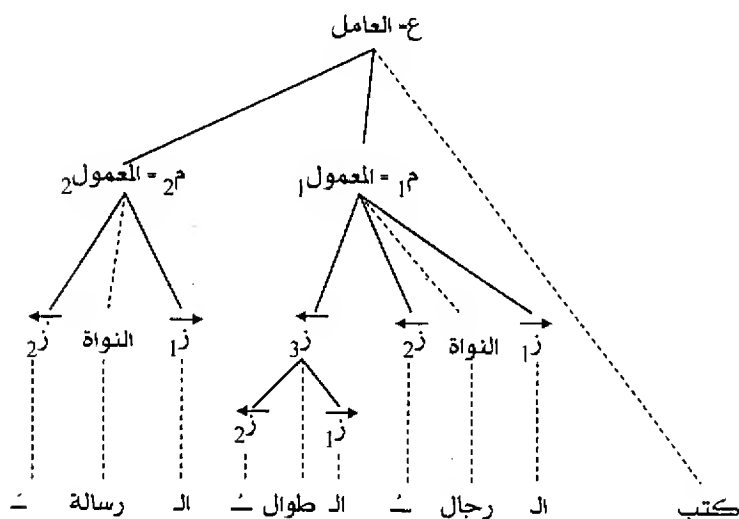 ع= العامل
م1 = المعمول1 م2 = المعمول2
ز1 النواة ز2 ز3 ز1 النواة ز2
ز1 ز2
كتب الـ رجال ـُ الـ طوال ـُ الـ رسالة ـَ